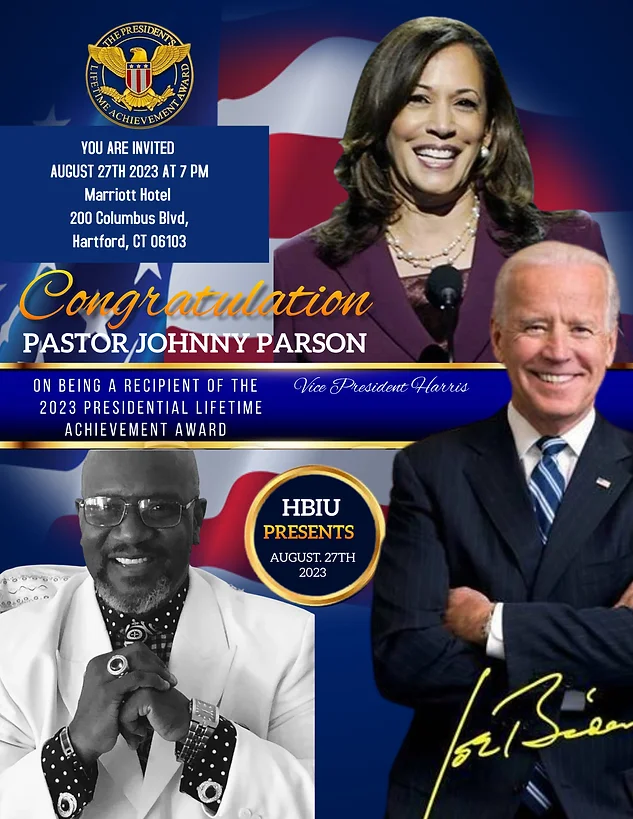 THE PRESIDENT'S
LIFETIME ACHIEVEMENT AWARD
YOU ARE INVITED
AUGUST 27TH 2023 AT 7 PM
Marriott Hotel
200 Columbus Blvd,
Hartford, CT 06103
Congratulation
PASTOR JOHNNY PARSON
ON BEING A RECIPIENT OF THE
2023 PRESIDENTIAL LIFETIME
ACHIEVEMENT AWARD
Vice President Harris
HBIU
PRESENTS
AUGUST. 27TH
2023
Joe Biden